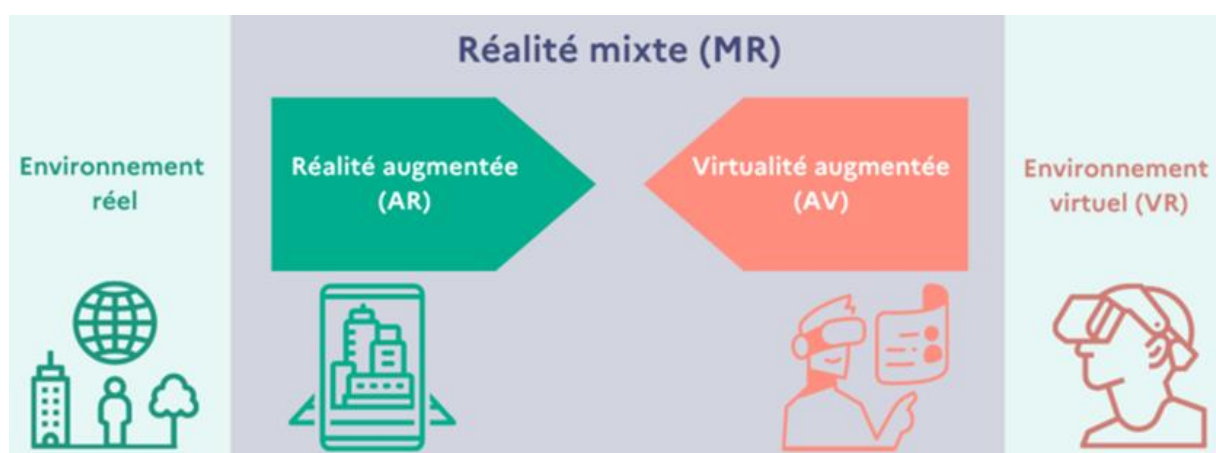 Réalité mixte (MR)
Environnement
réel
Réalité augmentée
(AR)
Virtualité augmentée
(AV)
Environnement
virtuel (VR)